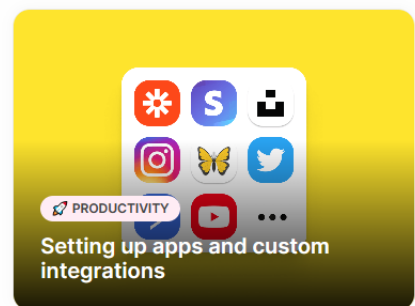 S
PRODUCTIVITY
Setting up apps and custom
integrations